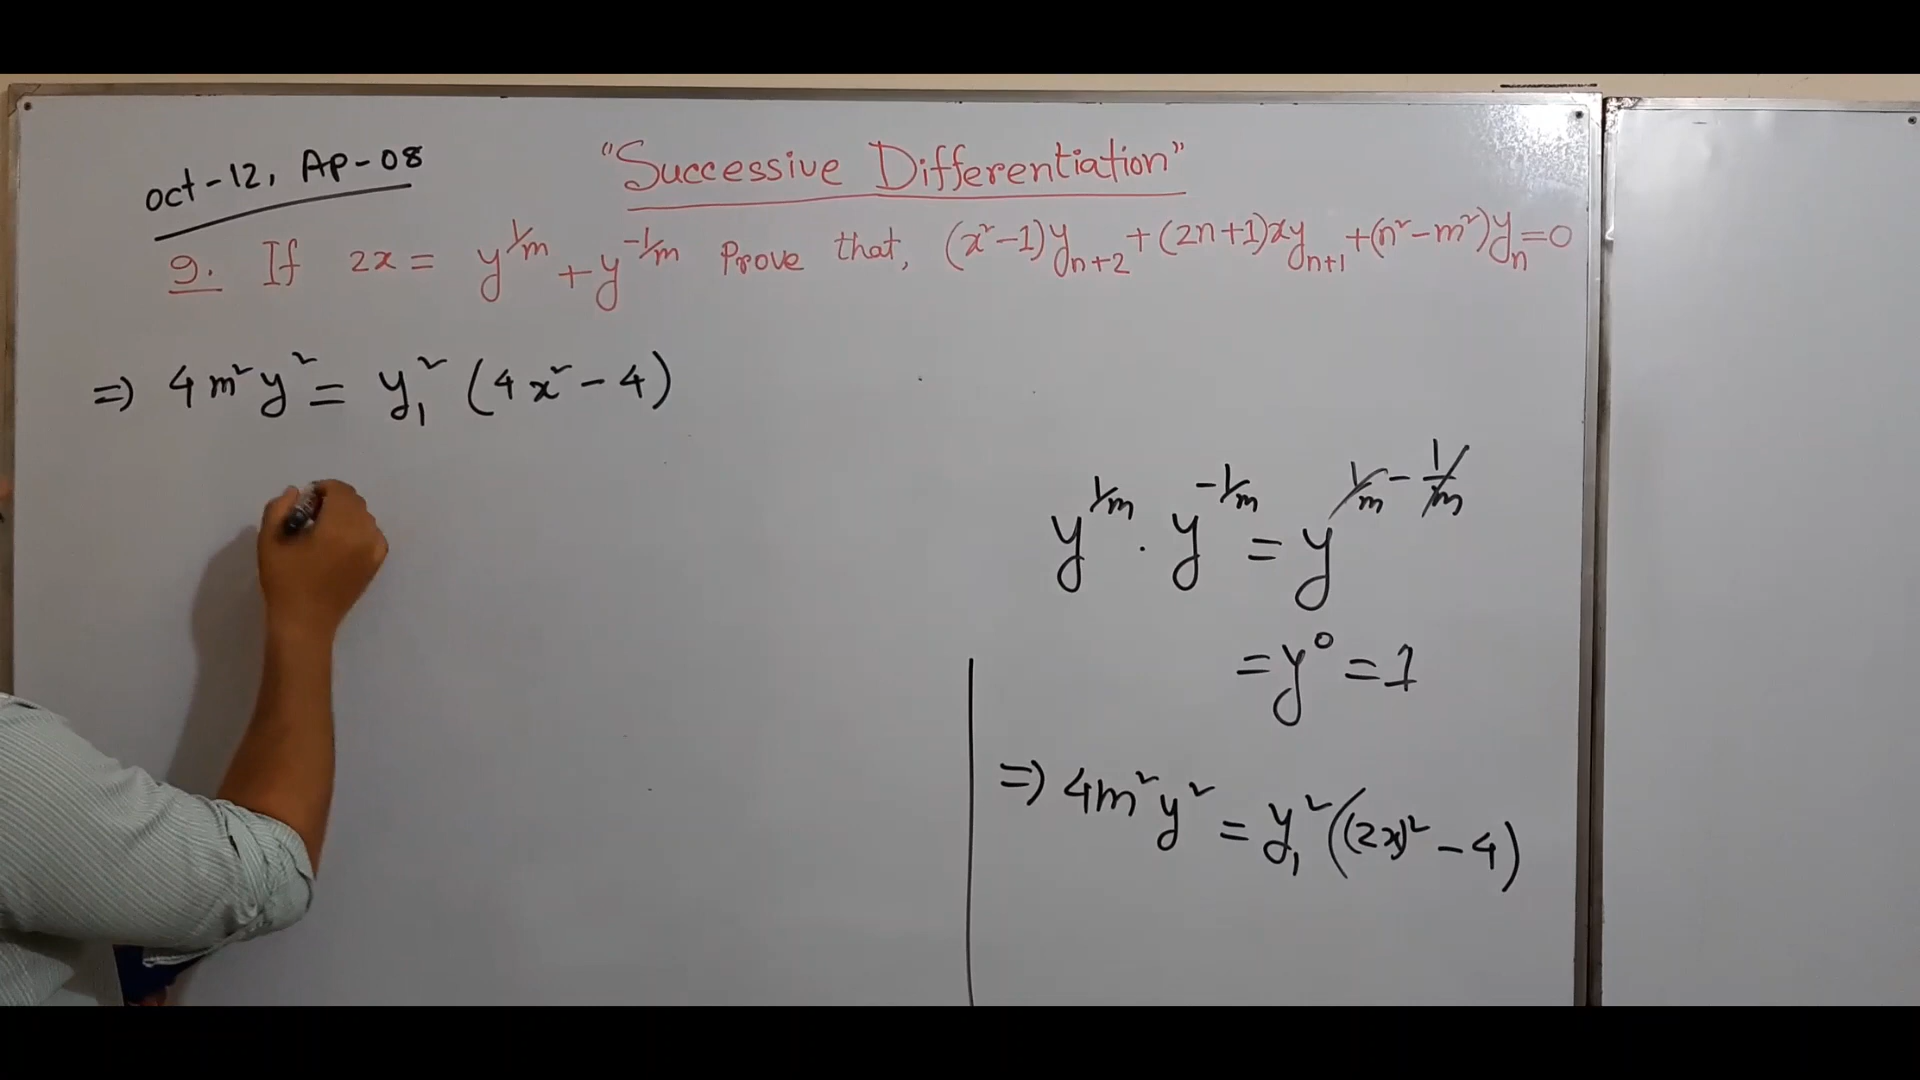 oct-12, Ap-08
"Successive Differentiation"
9. If 2x = y^1/m + y^-1/m Prove that, (x²-1)y_n+2 + (2n+1)xy_n+1 + (n²-m²)y_n = 0
=> 4m²y² = y₁² (4x² - 4)
y^1/m . y^-1/m = y^1/m - 1/m
= y⁰ = 1
=> 4m²y² = y₁² ((2x)² - 4)